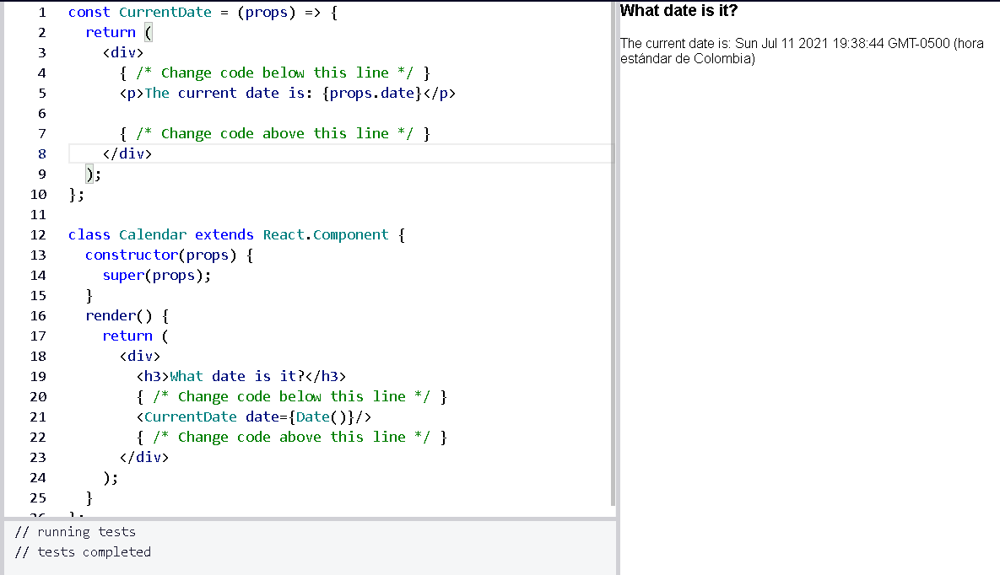 1 const CurrentDate = (props) => {
2 return (
3 <div>
4 { /* Change code below this line */ }
5 <p>The current date is: {props.date}</p>
6
7 { /* Change code above this line */ }
8 </div>
9 );
10 };
11
12 class Calendar extends React.Component {
13 constructor(props) {
14 super(props);
15 }
16 render() {
17 return (
18 <div>
19 <h3>What date is it?</h3>
20 { /* Change code below this line */ }
21 <CurrentDate date={Date()}/>
22 { /* Change code above this line */ }
23 </div>
24 );
25 }
26 };
// running tests
// tests completed
What date is it?
The current date is: Sun Jul 11 2021 19:38:44 GMT-0500 (hora
estándar de Colombia)